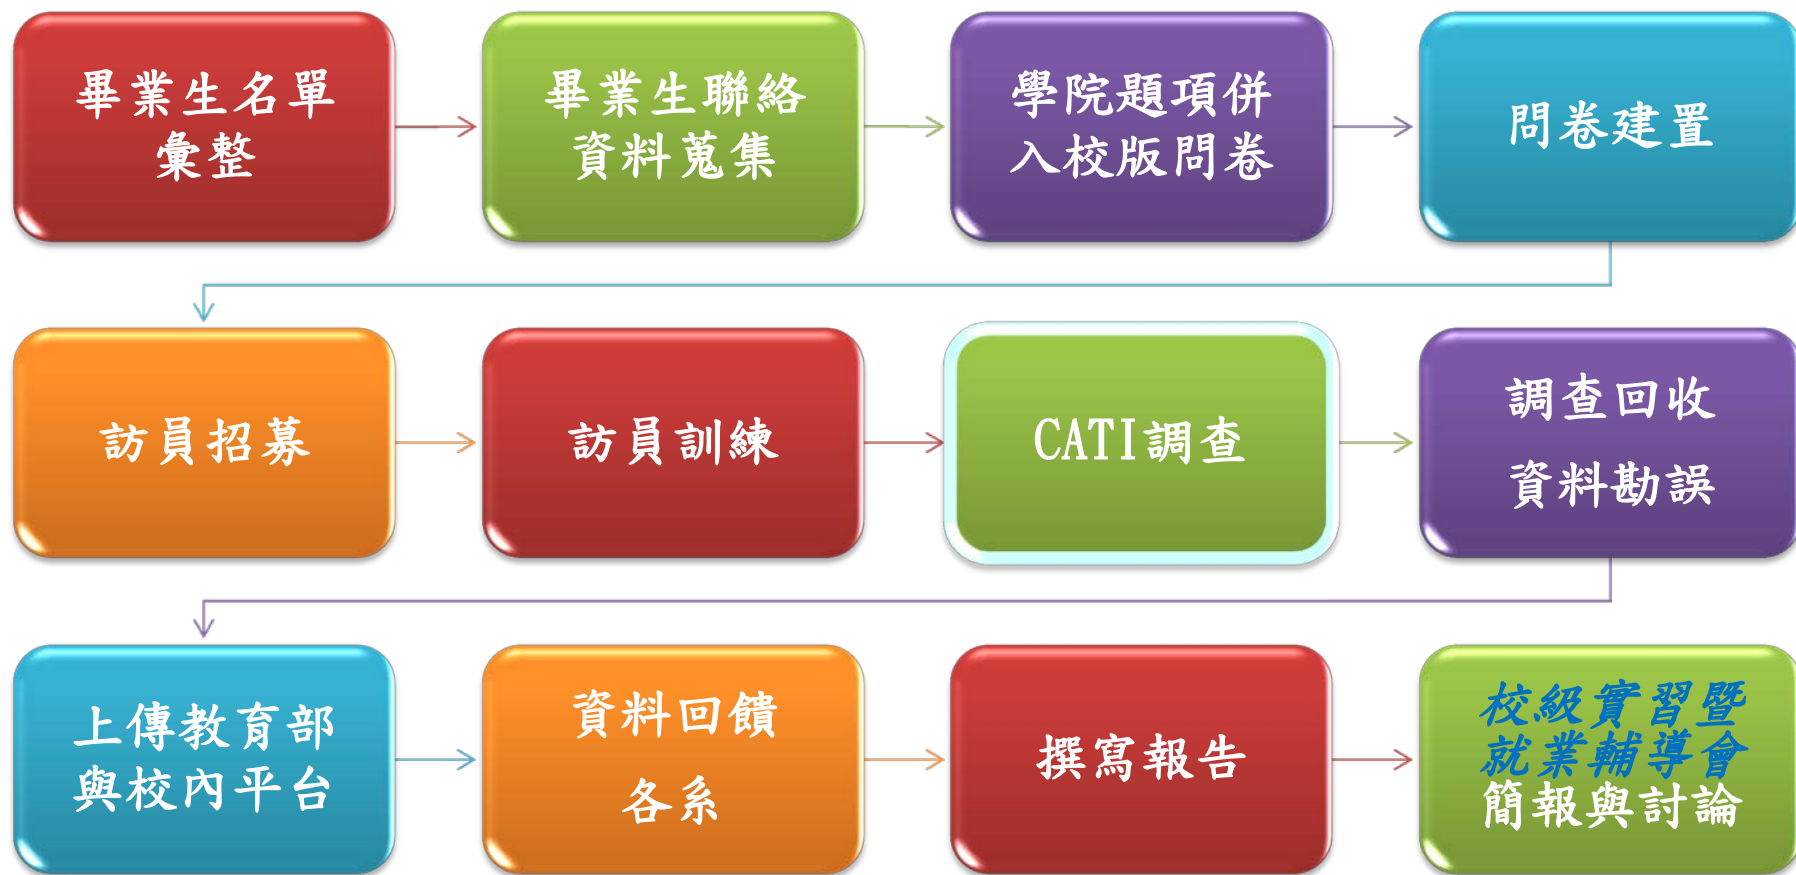 畢業生名單
彙整
畢業生聯絡
資料蒐集
學院題項併
入校版問卷
問卷建置
訪員招募
訪員訓練
CATI調查
調查回收
資料勘誤
上傳教育部
與校內平台
資料回饋
各系
撰寫報告
校級實習暨
就業輔導會
簡報與討論